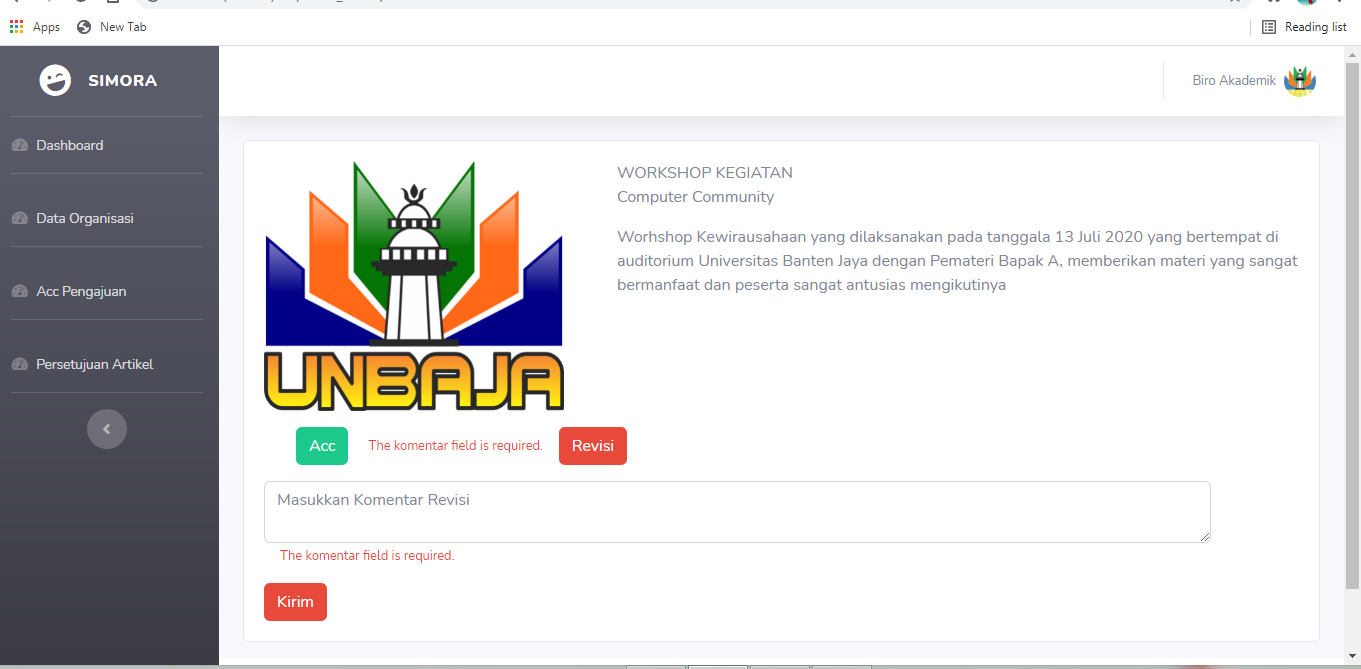 Apps
New Tab
Reading list
SIMORA
Biro Akademik
Dashboard
Data Organisasi
Acc Pengajuan
Persetujuan Artikel
UNBAJA
WORKSHOP KEGIATAN
Computer Community
Worhshop Kewirausahaan yang dilaksanakan pada tanggala 13 Juli 2020 yang bertempat di
auditorium Universitas Banten Jaya dengan Pemateri Bapak A, memberikan materi yang sangat
bermanfaat dan peserta sangat antusias mengikutinya
Acc
The komentar field is required.
Revisi
Masukkan Komentar Revisi
The komentar field is required.
Kirim